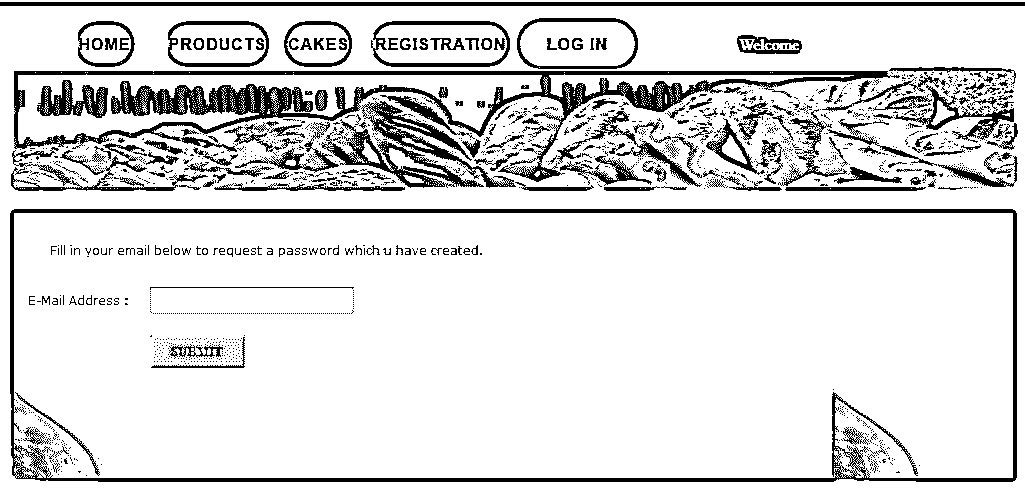 HOME PRODUCTS CAKES REGISTRATION LOG IN Welcome
Fill in your email below to request a password which u have created.
E-Mail Address :
SUBMIT